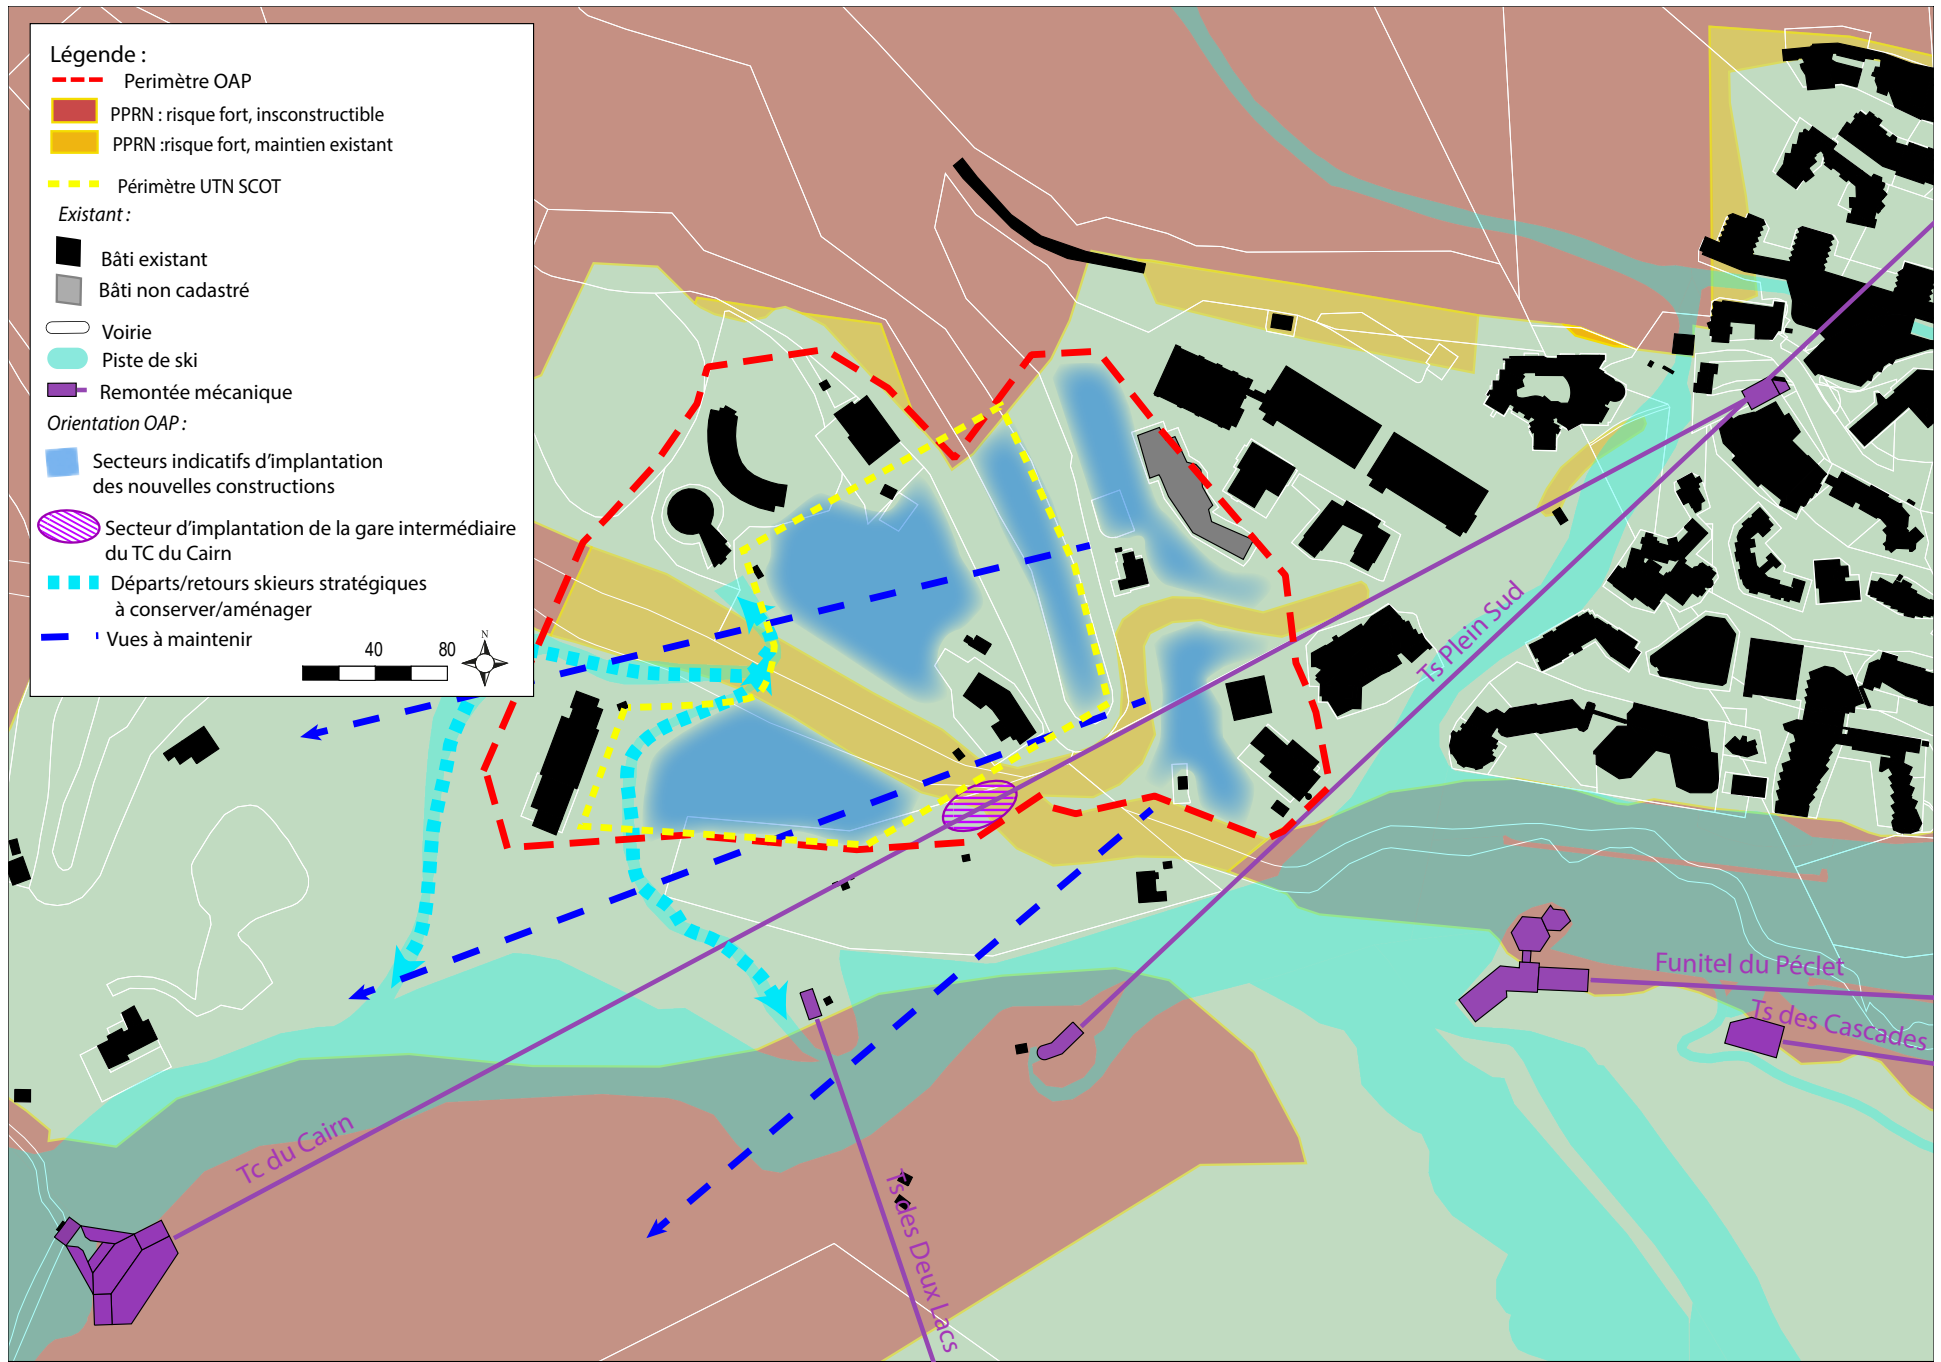 Légende :
Perimètre OAP
PPRN : risque fort, insconstructible
PPRN :risque fort, maintien existant
Périmètre UTN SCOT
Existant :
Bâti existant
Bâti non cadastré
Voirie
Piste de ski
Remontée mécanique
Orientation OAP :
Secteurs indicatifs d'implantation
des nouvelles constructions
Secteur d'implantation de la gare intermédiaire
du TC du Cairn
Départs/retours skieurs stratégiques
à conserver/aménager
Vues à maintenir
40 80
N
Ts Plein Sud
Funitel du Péclet
Ts des Cascades
Tc du Cairn
Ts des Deux Lacs